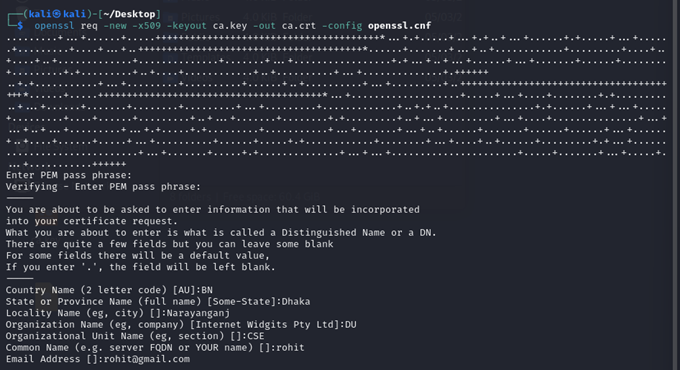 ┌──(kali㉿kali)-[~/Desktop]
└─$ openssl req -new -x509 -keyout ca.key -out ca.crt -config openssl.cnf
Enter PEM pass phrase:
Verifying - Enter PEM pass phrase:
-----
You are about to be asked to enter information that will be incorporated
into your certificate request.
What you are about to enter is what is called a Distinguished Name or a DN.
There are quite a few fields but you can leave some blank
For some fields there will be a default value,
If you enter '.', the field will be left blank.
-----
Country Name (2 letter code) [AU]:BN
State or Province Name (full name) [Some-State]:Dhaka
Locality Name (eg, city) []:Narayanganj
Organization Name (eg, company) [Internet Widgits Pty Ltd]:DU
Organizational Unit Name (eg, section) []:CSE
Common Name (e.g. server FQDN or YOUR name) []:rohit
Email Address []:rohit@gmail.com